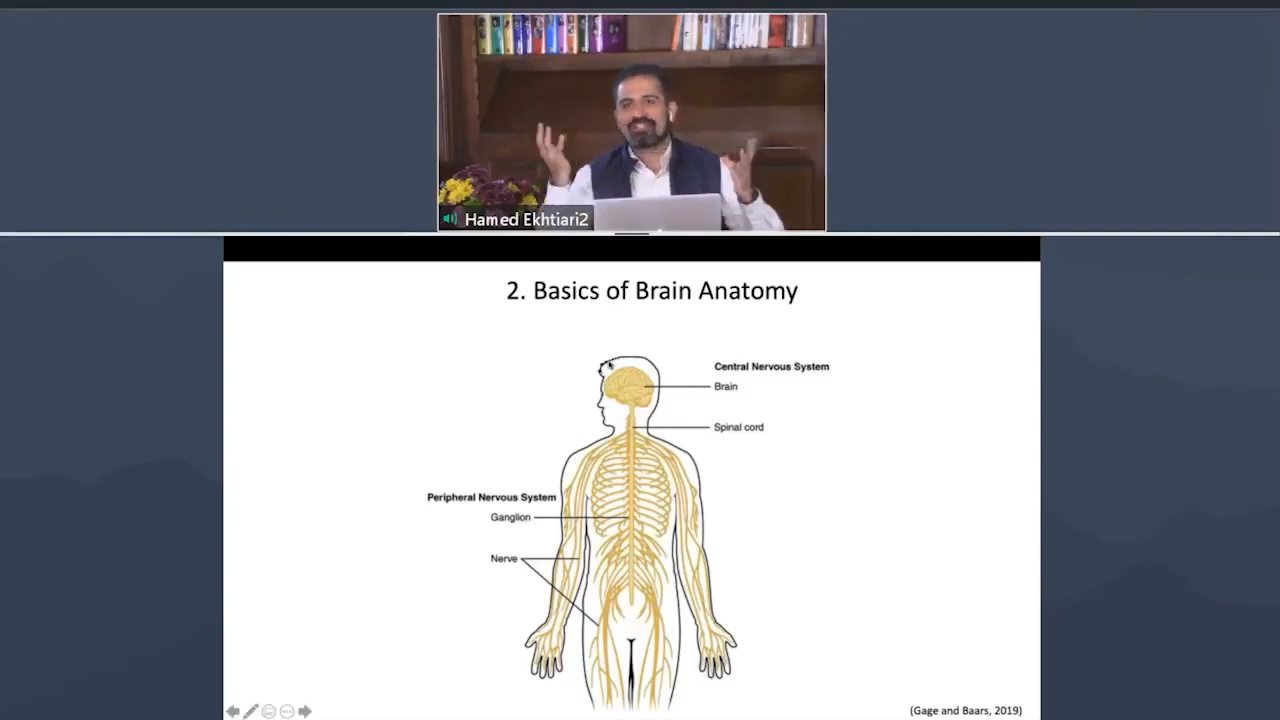 Hamed Ekhtiari2
2. Basics of Brain Anatomy
Central Nervous System
Brain
Spinal cord
Peripheral Nervous System
Ganglion
Nerve
(Gage and Baars, 2019)